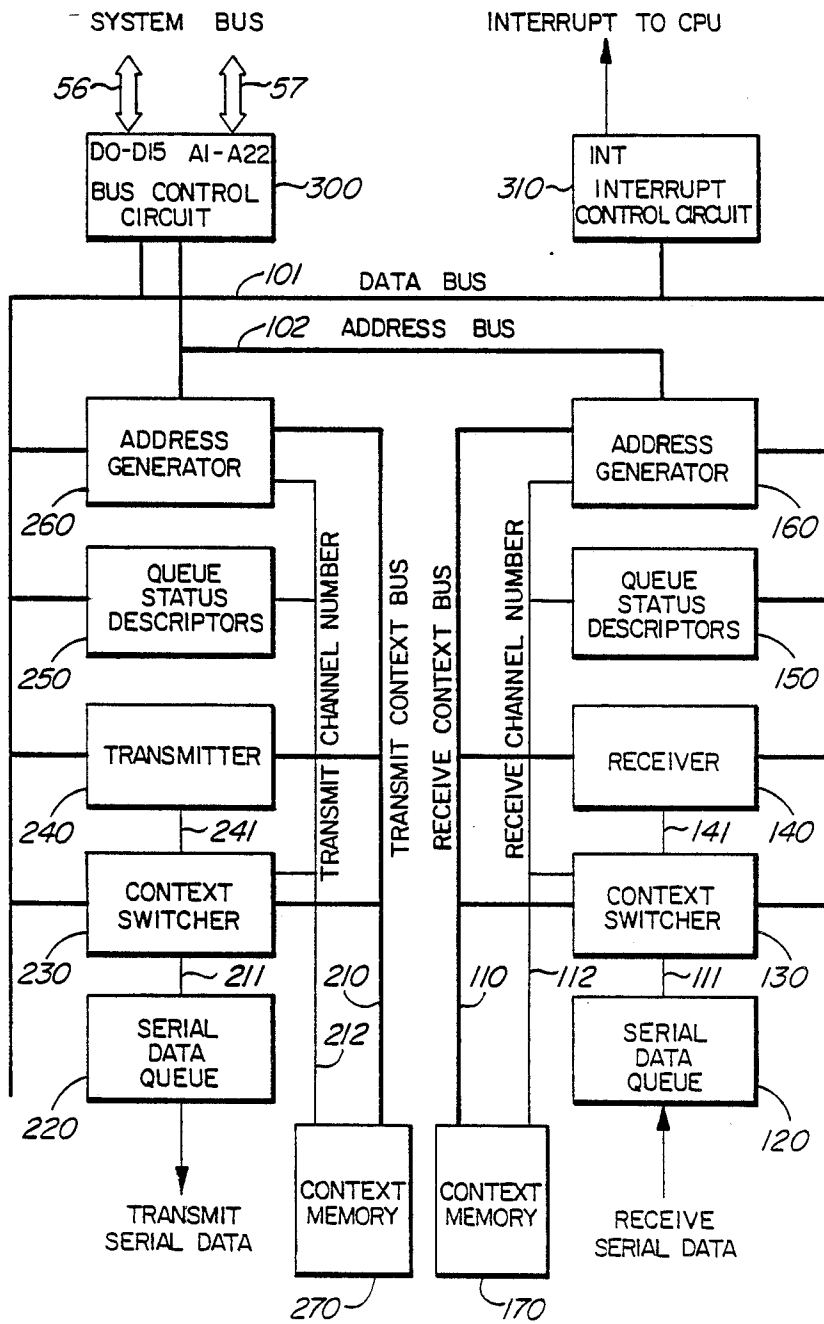 SYSTEM BUS
INTERRUPT TO CPU
56
57
DO-D15 A1-A22
BUS CONTROL
CIRCUIT
300
310
INT
INTERRUPT
CONTROL CIRCUIT
101
DATA BUS
102
ADDRESS BUS
ADDRESS
GENERATOR
260
ADDRESS
GENERATOR
160
QUEUE
STATUS
DESCRIPTORS
250
QUEUE
STATUS
DESCRIPTORS
150
TRANSMIT CHANNEL NUMBER
TRANSMIT CONTEXT BUS
RECEIVE CONTEXT BUS
RECEIVE CHANNEL NUMBER
TRANSMITTER
240
241
RECEIVER
140
141
CONTEXT
SWITCHER
230
211
CONTEXT
SWITCHER
130
111
210
212
110
112
SERIAL
DATA
QUEUE
220
SERIAL
DATA
QUEUE
120
TRANSMIT
SERIAL DATA
CONTEXT
MEMORY
270
CONTEXT
MEMORY
170
RECEIVE
SERIAL DATA